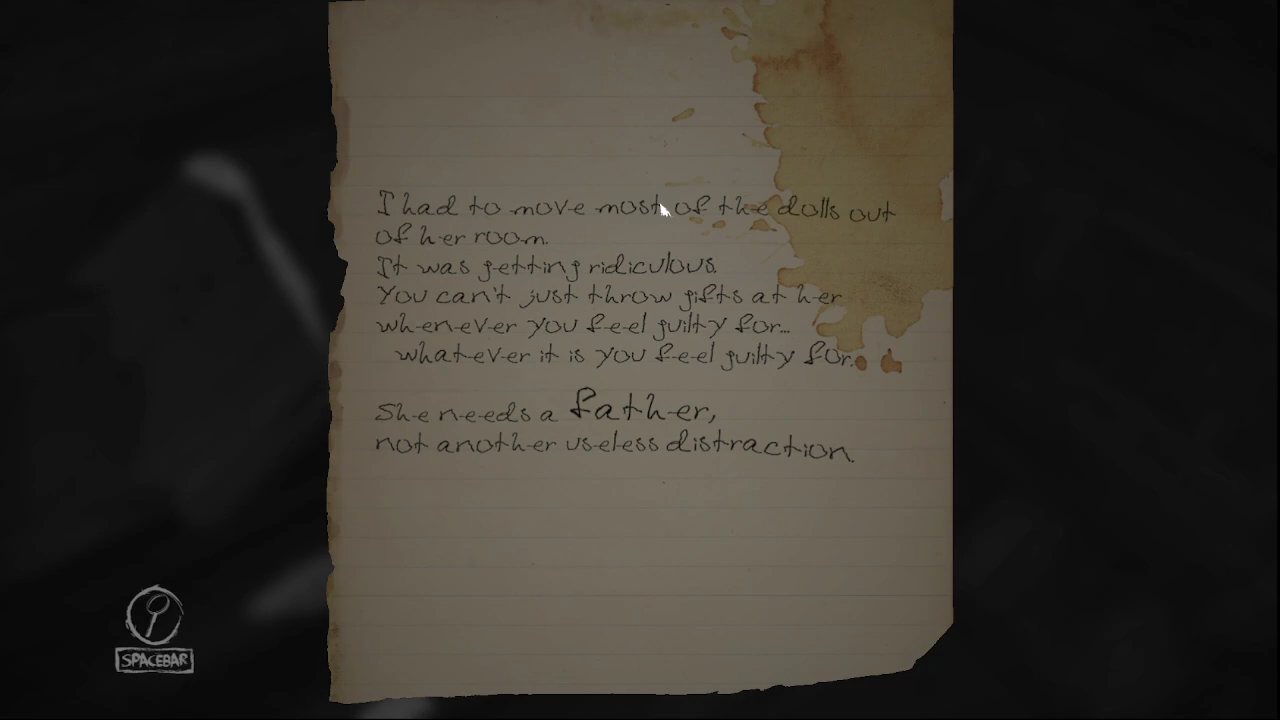 I had to move most of the dolls out
of her room.
It was getting ridiculous.
You can't just throw gifts at her
whenever you feel guilty for...
whatever it is you feel guilty for.
She needs a father,
not another useless distraction.
SPACEBAR